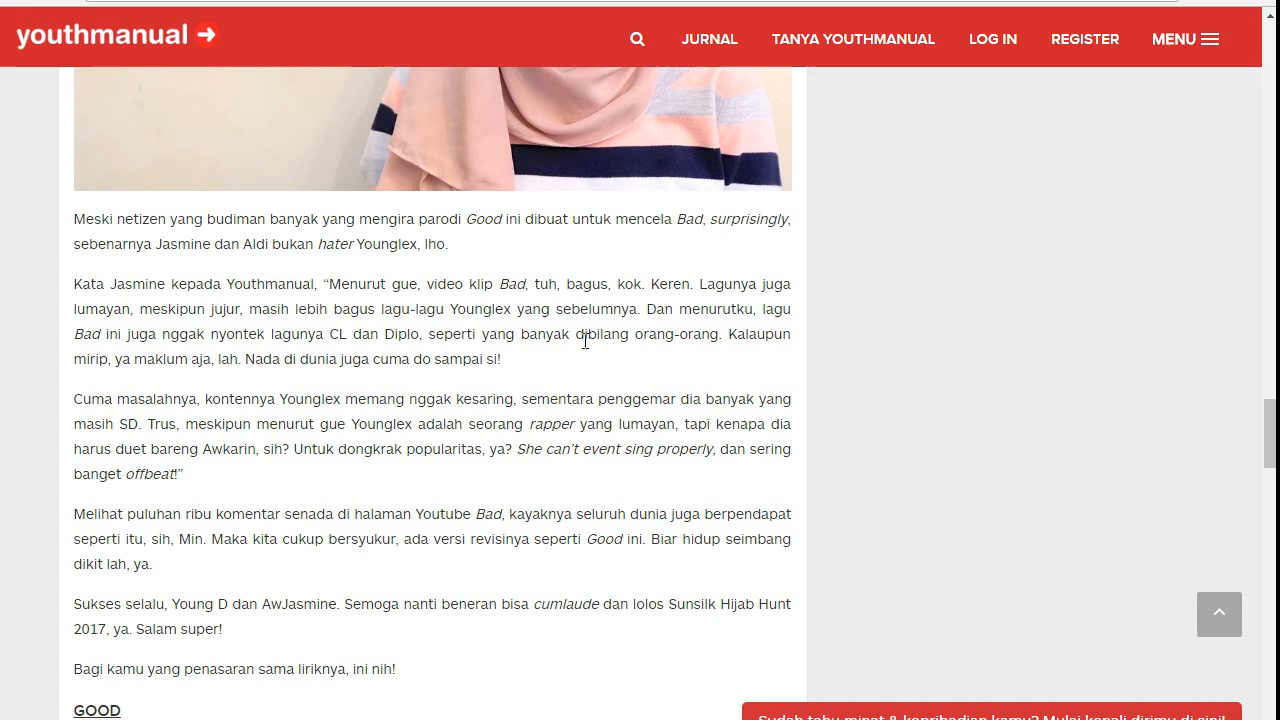 youthmanual
JURNAL
TANYA YOUTHMANUAL
LOG IN
REGISTER
MENU
Meski netizen yang budiman banyak yang mengira parodi Good ini dibuat untuk mencela Bad, surprisingly,
sebenarnya Jasmine dan Aldi bukan hater Younglex, lho.
Kata Jasmine kepada Youthmanual, “Menurut gue, video klip Bad, tuh, bagus, kok. Keren. Lagunya juga
lumayan, meskipun jujur, masih lebih bagus lagu-lagu Younglex yang sebelumnya. Dan menurutku, lagu
Bad ini juga nggak nyontek lagunya CL dan Diplo, seperti yang banyak dibilang orang-orang. Kalaupun
mirip, ya maklum aja, lah. Nada di dunia juga cuma do sampai si!
Cuma masalahnya, kontennya Younglex memang nggak kesaring, sementara penggemar dia banyak yang
masih SD. Trus, meskipun menurut gue Younglex adalah seorang rapper yang lumayan, tapi kenapa dia
harus duet bareng Awkarin, sih? Untuk dongkrak popularitas, ya? She can’t event sing properly, dan sering
banget offbeat!”
Melihat puluhan ribu komentar senada di halaman Youtube Bad, kayaknya seluruh dunia juga berpendapat
seperti itu, sih, Min. Maka kita cukup bersyukur, ada versi revisinya seperti Good ini. Biar hidup seimbang
dikit lah, ya.
Sukses selalu, Young D dan AwJasmine. Semoga nanti beneran bisa cumlaude dan lolos Sunsilk Hijab Hunt
2017, ya. Salam super!
Bagi kamu yang penasaran sama liriknya, ini nih!
GOOD
Sudah tahu minat & kepribadian kamu? Mulai kenali dirimu di sini!